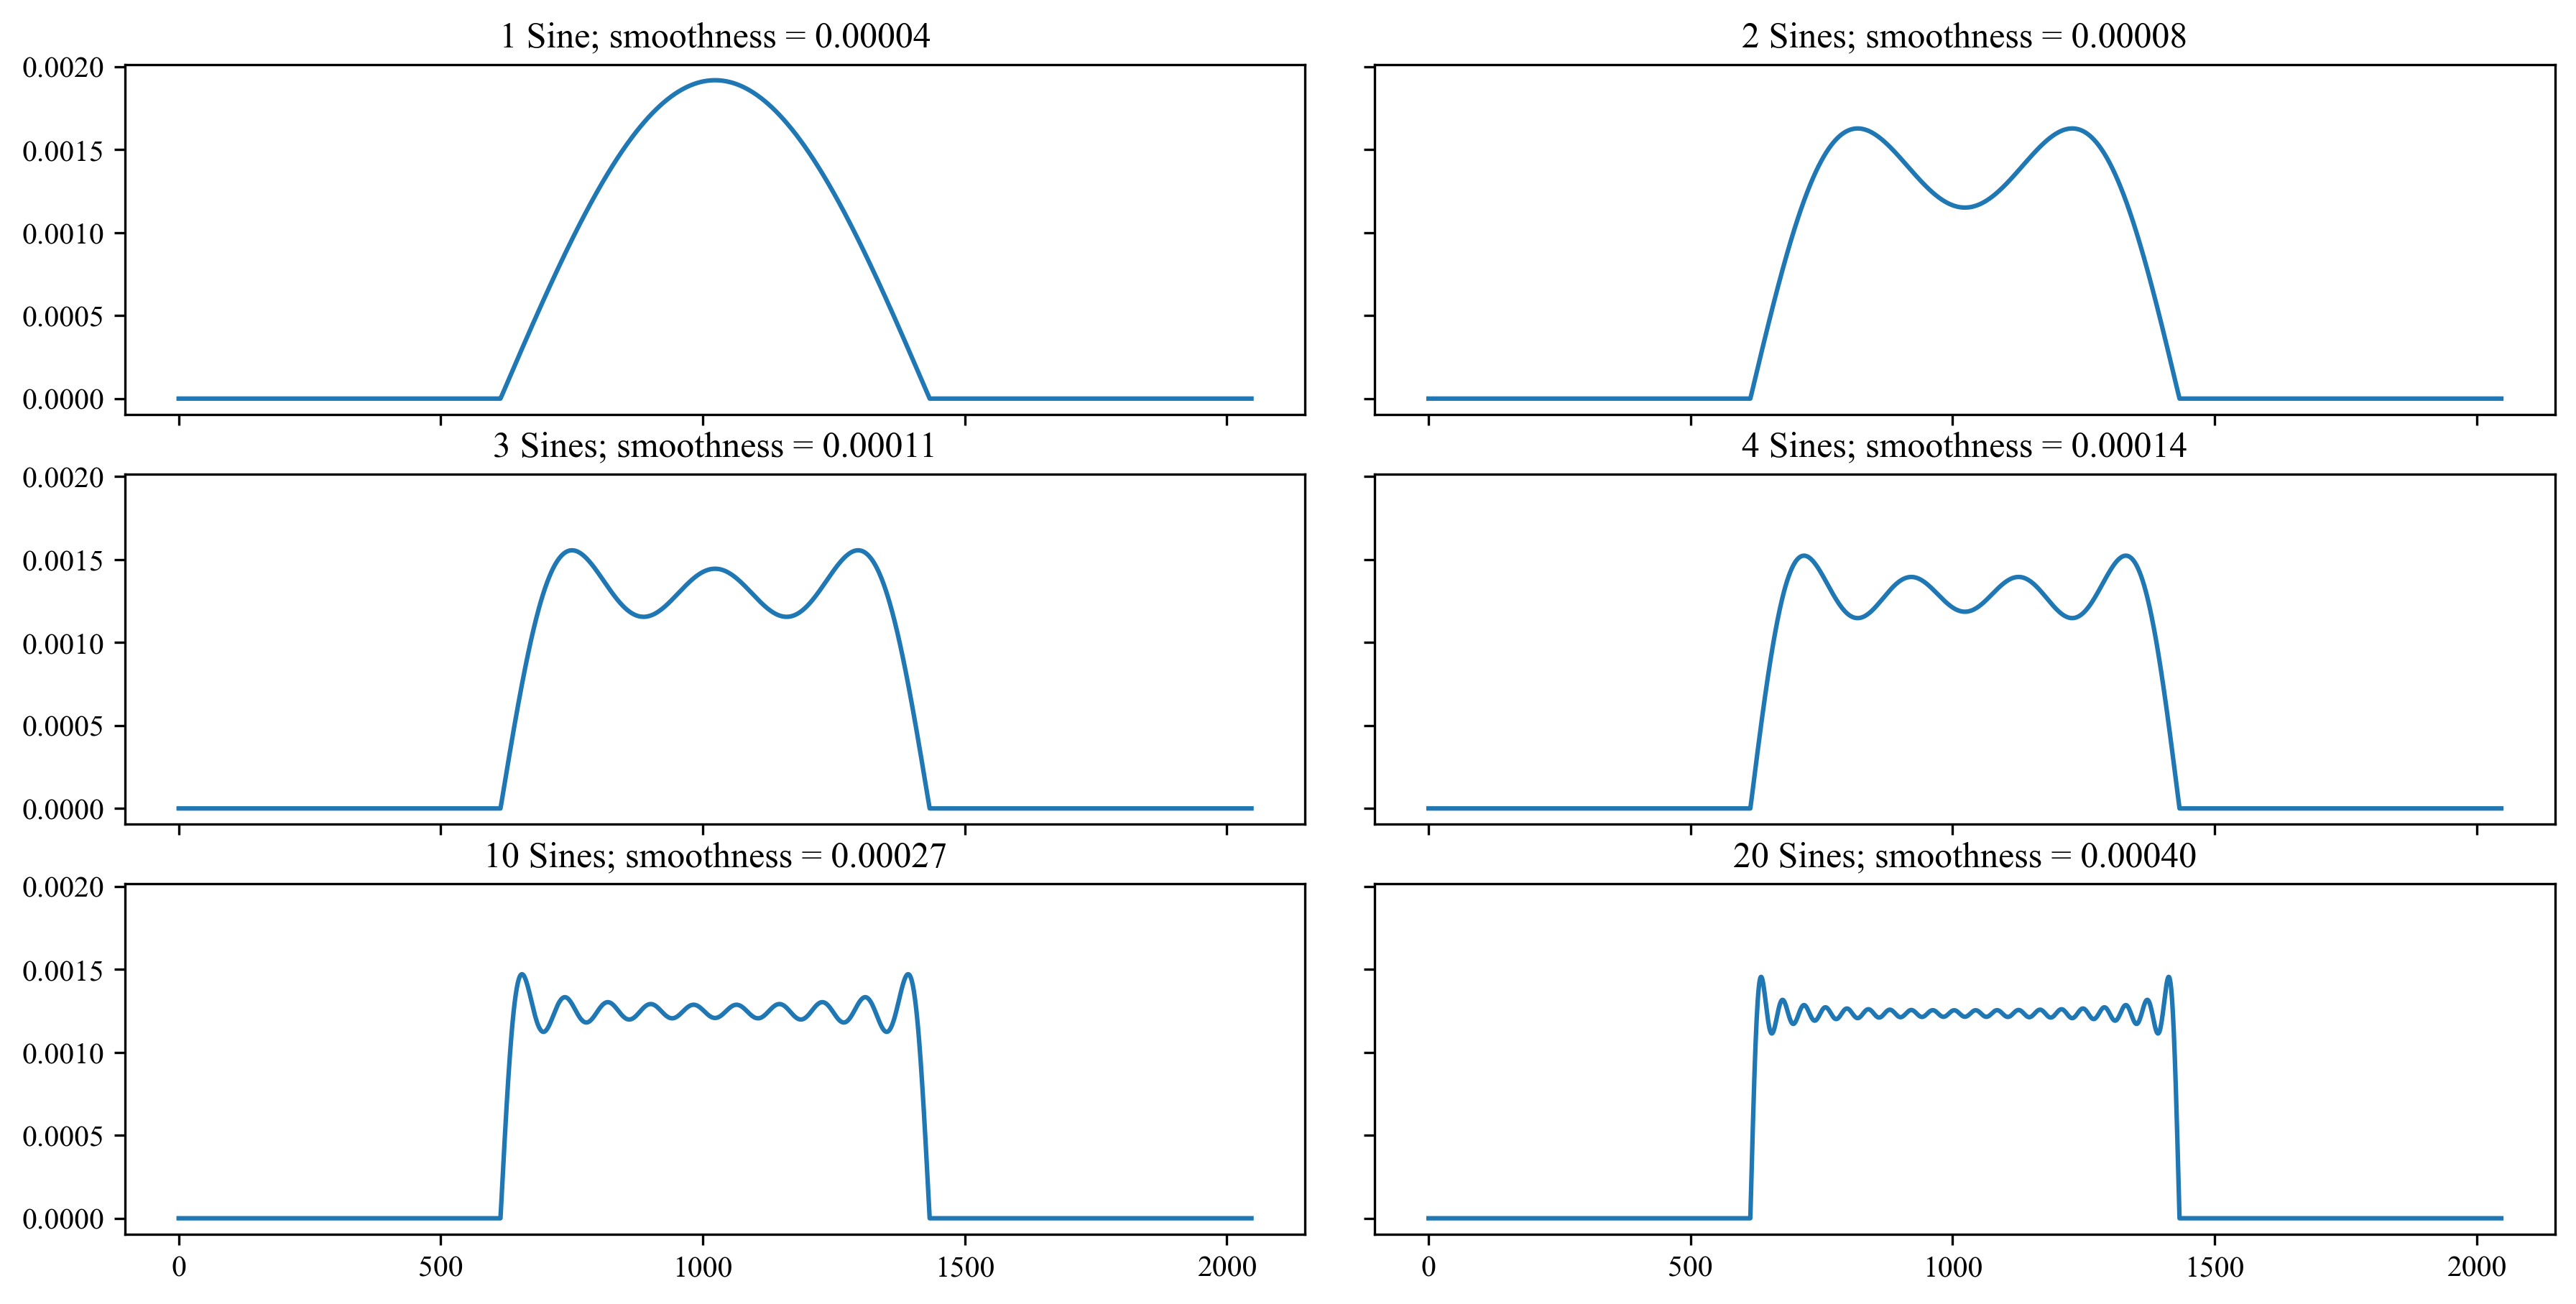 1 Sine; smoothness = 0.00004
0.0020
0.0015
0.0010
0.0005
0.0000
2 Sines; smoothness = 0.00008
3 Sines; smoothness = 0.00011
0.0020
0.0015
0.0010
0.0005
0.0000
4 Sines; smoothness = 0.00014
10 Sines; smoothness = 0.00027
0.0020
0.0015
0.0010
0.0005
0.0000
0 500 1000 1500 2000
20 Sines; smoothness = 0.00040
0 500 1000 1500 2000